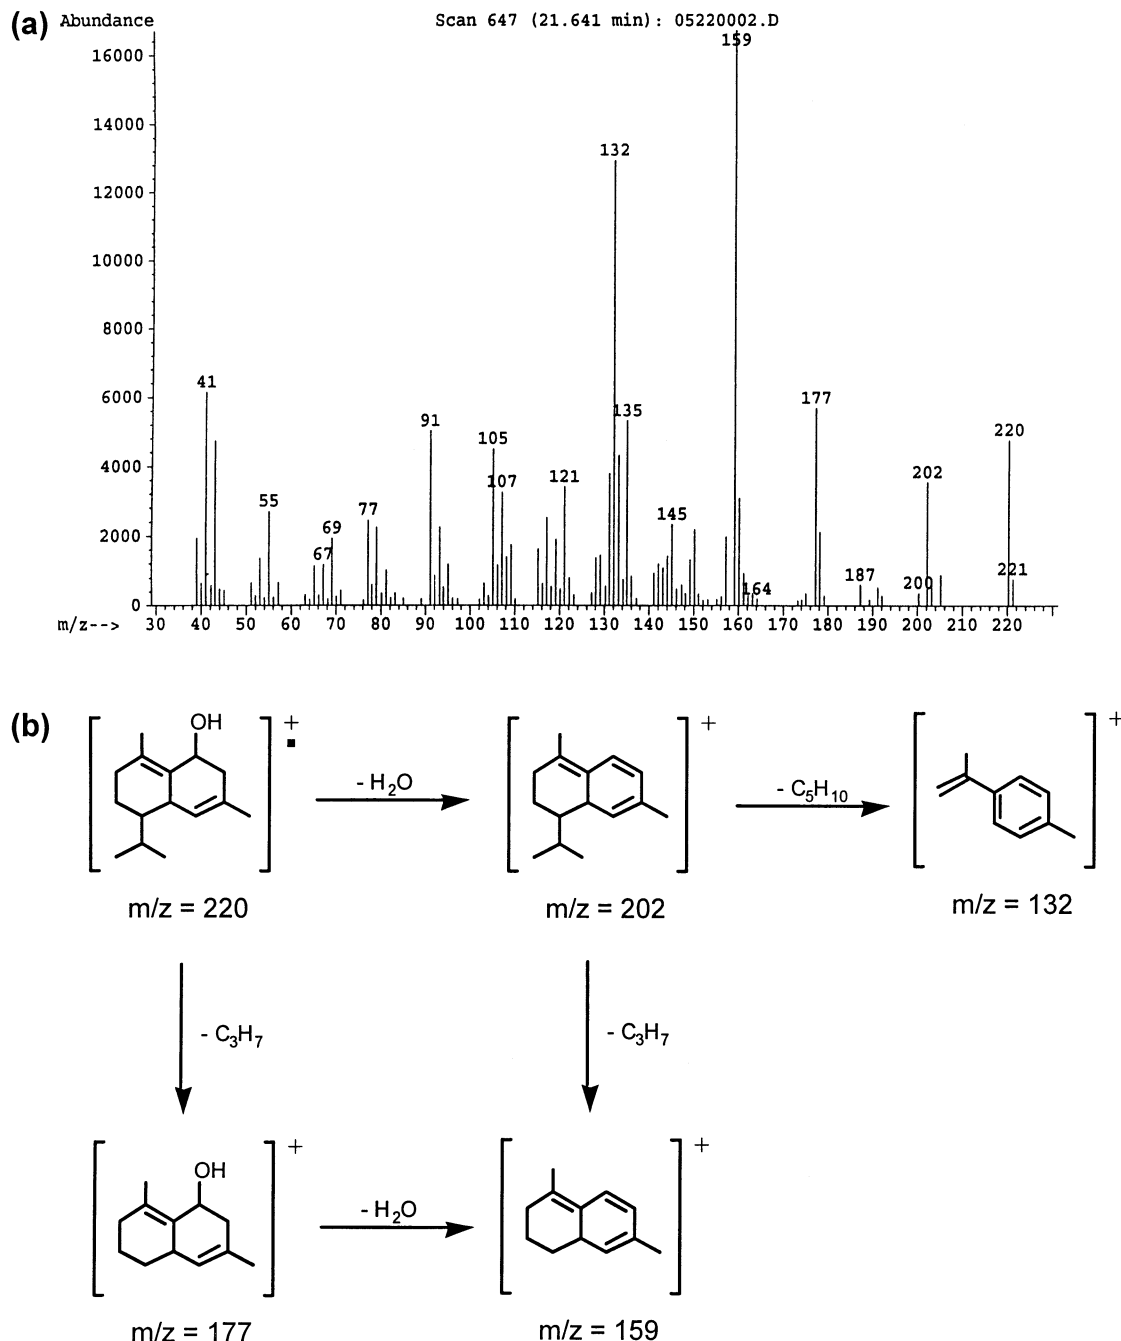 (a) Abundance Scan 647 (21.641 min): 05220002.D
159
16000
14000
132
12000
10000
8000
6000
41
135
177
91
220
105
4000
107
121
202
55
77
145
2000
69
67
187
221
200
164
0
m/z--> 30 40 50 60 70 80 90 100 110 120 130 140 150 160 170 180 190 200 210 220
(b)
OH
+
+
+
- H2O
- C5H10
m/z = 220
m/z = 202
m/z = 132
- C3H7
- C3H7
OH
+
+
- H2O
m/z = 177
m/z = 159